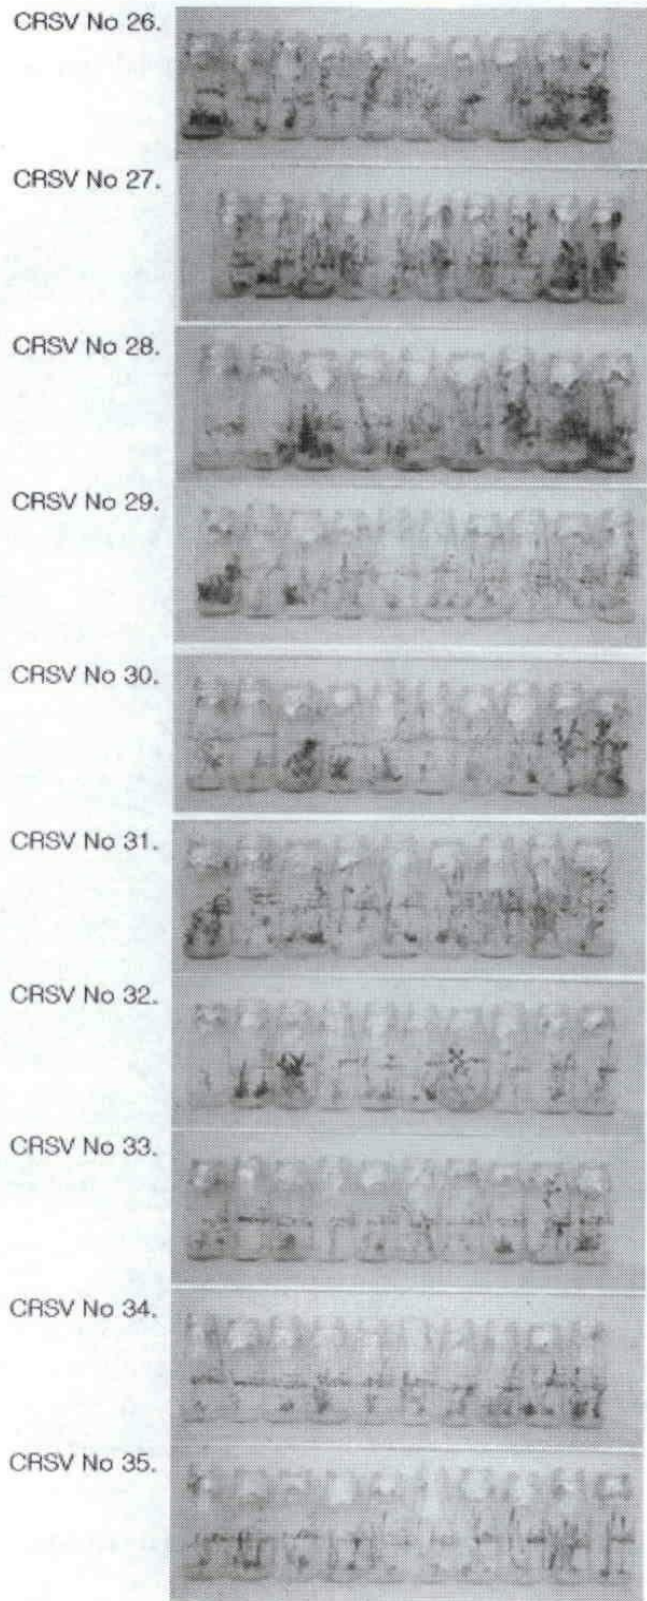 CRSV No 26.
CRSV No 27.
CRSV No 28.
CRSV No 29.
CRSV No 30.
CRSV No 31.
CRSV No 32.
CRSV No 33.
CRSV No 34.
CRSV No 35.